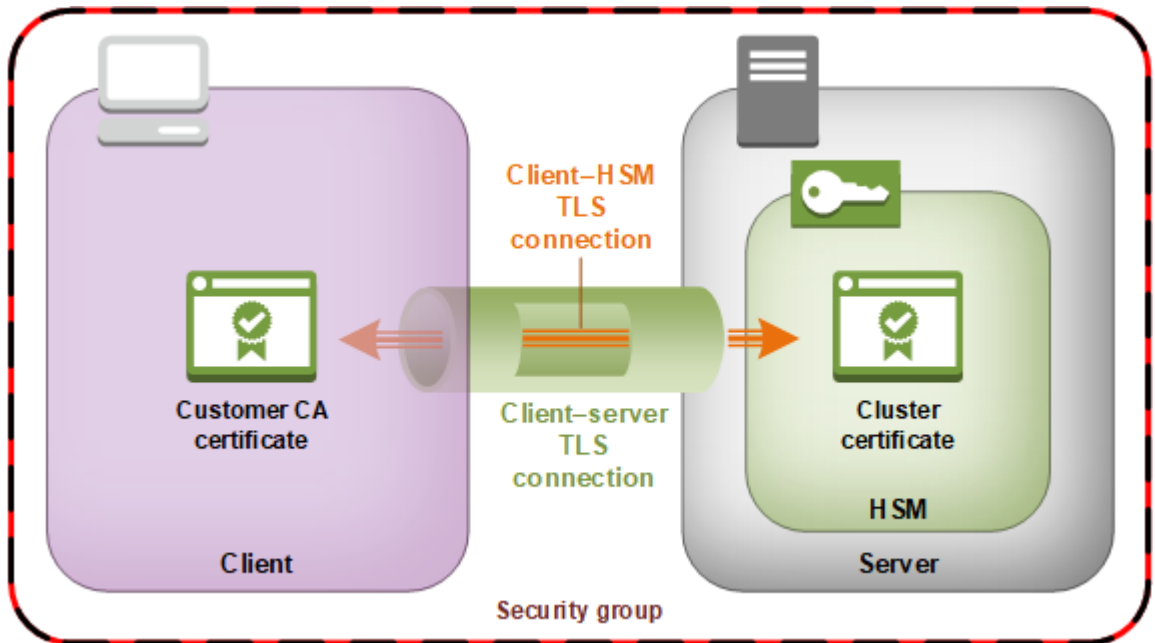 Client–HSM
TLS
connection
Customer CA
certificate
Client–server
TLS
connection
Cluster
certificate
HSM
Client
Server
Security group